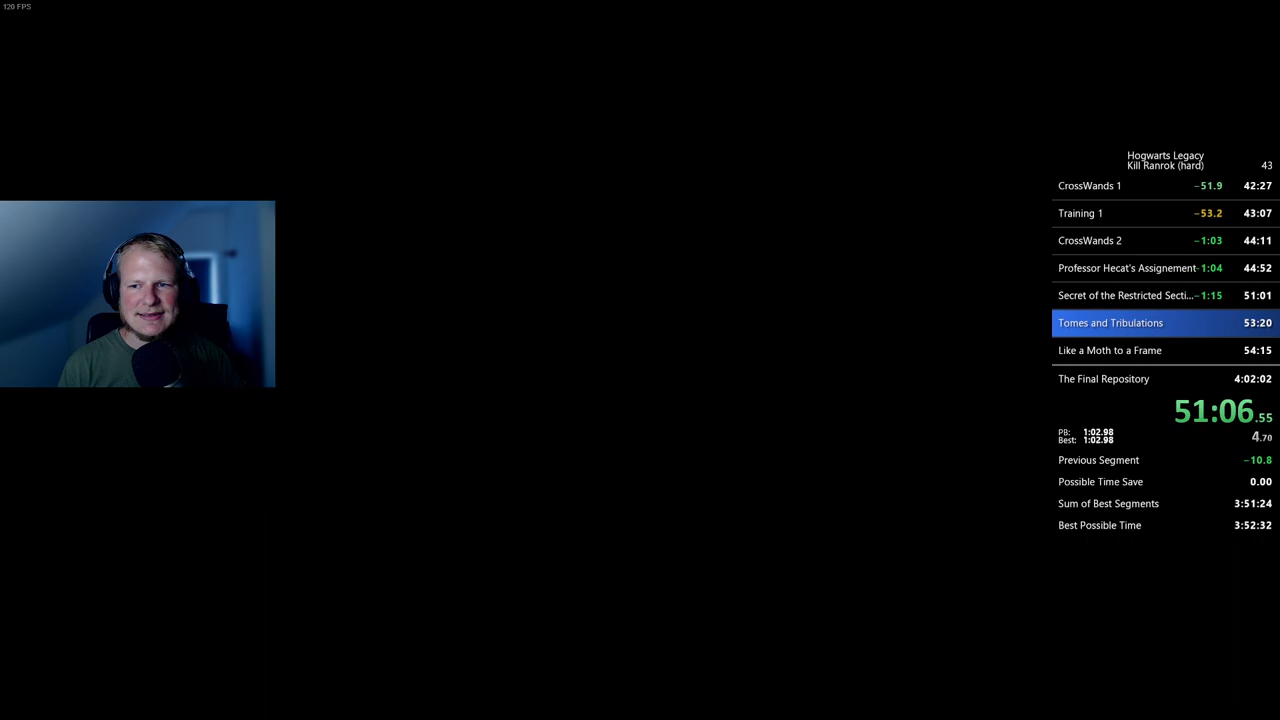 120 FPS
Hogwarts Legacy
Kill Ranrok (hard) 43
CrossWands 1 -51.9 42:27
Training 1 -53.2 43:07
CrossWands 2 -1:03 44:11
Professor Hecat's Assignement -1:04 44:52
Secret of the Restricted Secti... -1:15 51:01
Tomes and Tribulations 53:20
Like a Moth to a Frame 54:15
The Final Repository 4:02:02
51:06.55
PB: 1:02.98 4.70
Best: 1:02.98
Previous Segment -10.8
Possible Time Save 0.00
Sum of Best Segments 3:51:24
Best Possible Time 3:52:32